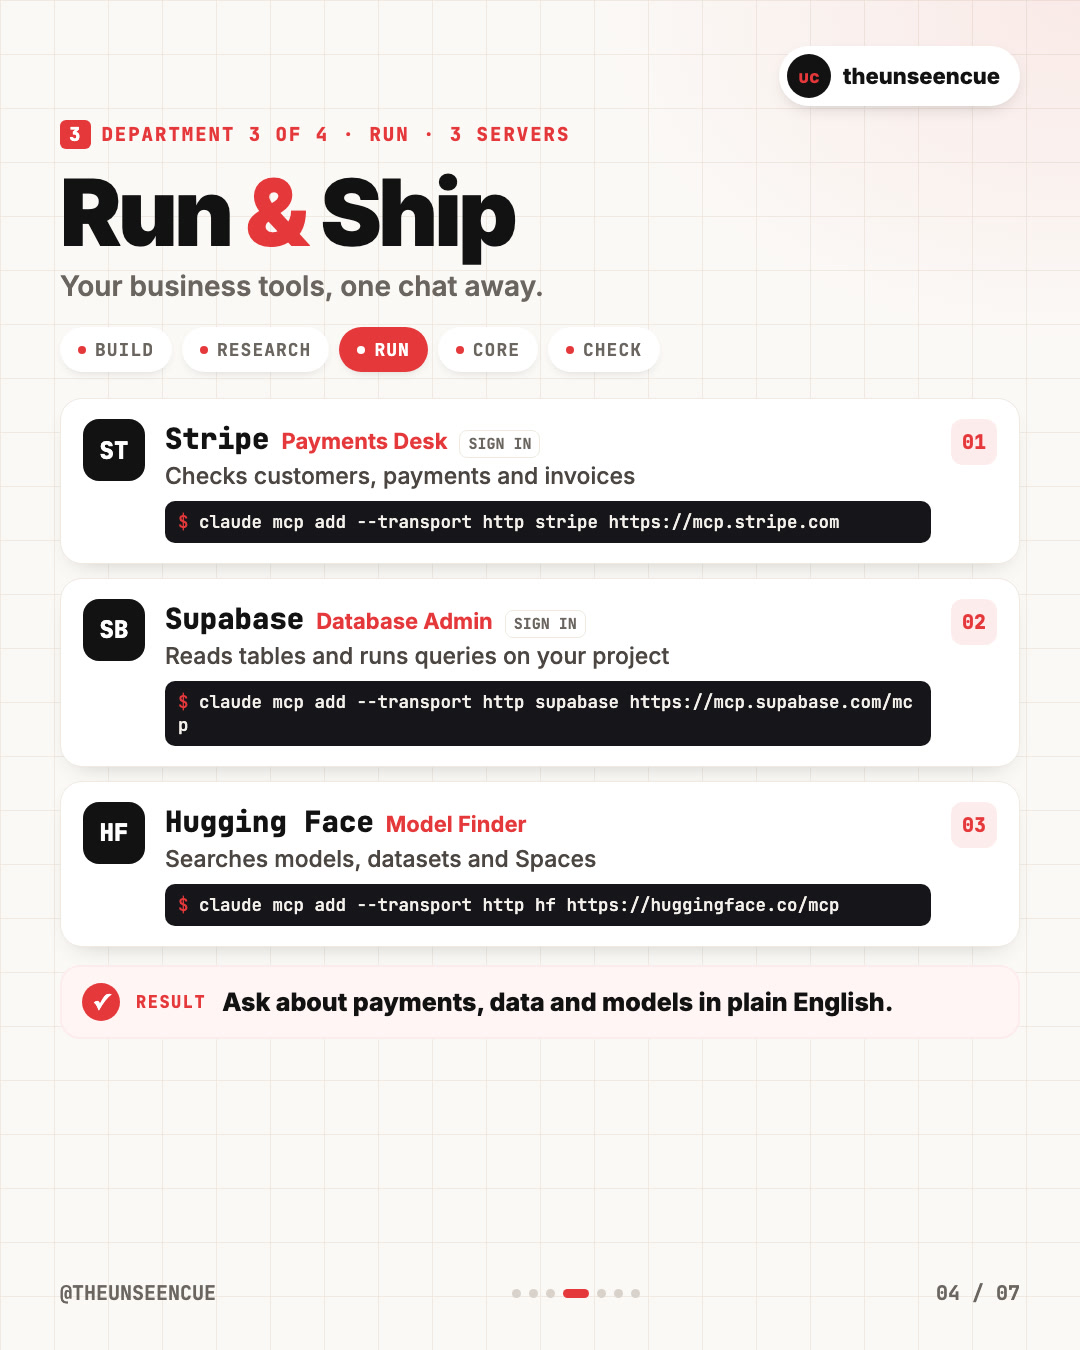 uc theunseencue
3 DEPARTMENT 3 OF 4 · RUN · 3 SERVERS
Run & Ship
Your business tools, one chat away.
BUILD RESEARCH RUN CORE CHECK
ST Stripe Payments Desk SIGN IN 01
Checks customers, payments and invoices
$ claude mcp add --transport http stripe https://mcp.stripe.com
SB Supabase Database Admin SIGN IN 02
Reads tables and runs queries on your project
$ claude mcp add --transport http supabase https://mcp.supabase.com/mc
p
HF Hugging Face Model Finder 03
Searches models, datasets and Spaces
$ claude mcp add --transport http hf https://huggingface.co/mcp
✓ RESULT Ask about payments, data and models in plain English.
@THEUNSEENCUE 04 / 07